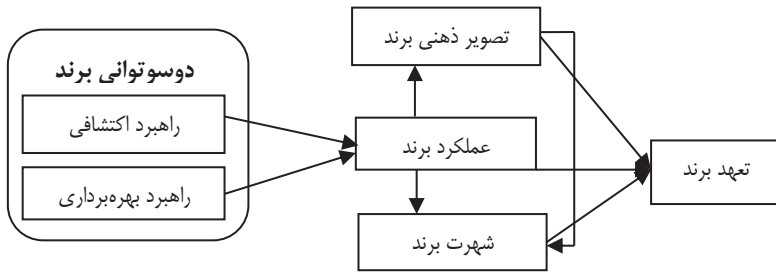 تصویر ذهنی برند
دوسوتوانی برند
راهبرد اکتشافی
عملکرد برند
تعهد برند
راهبرد بهره‌برداری
شهرت برند